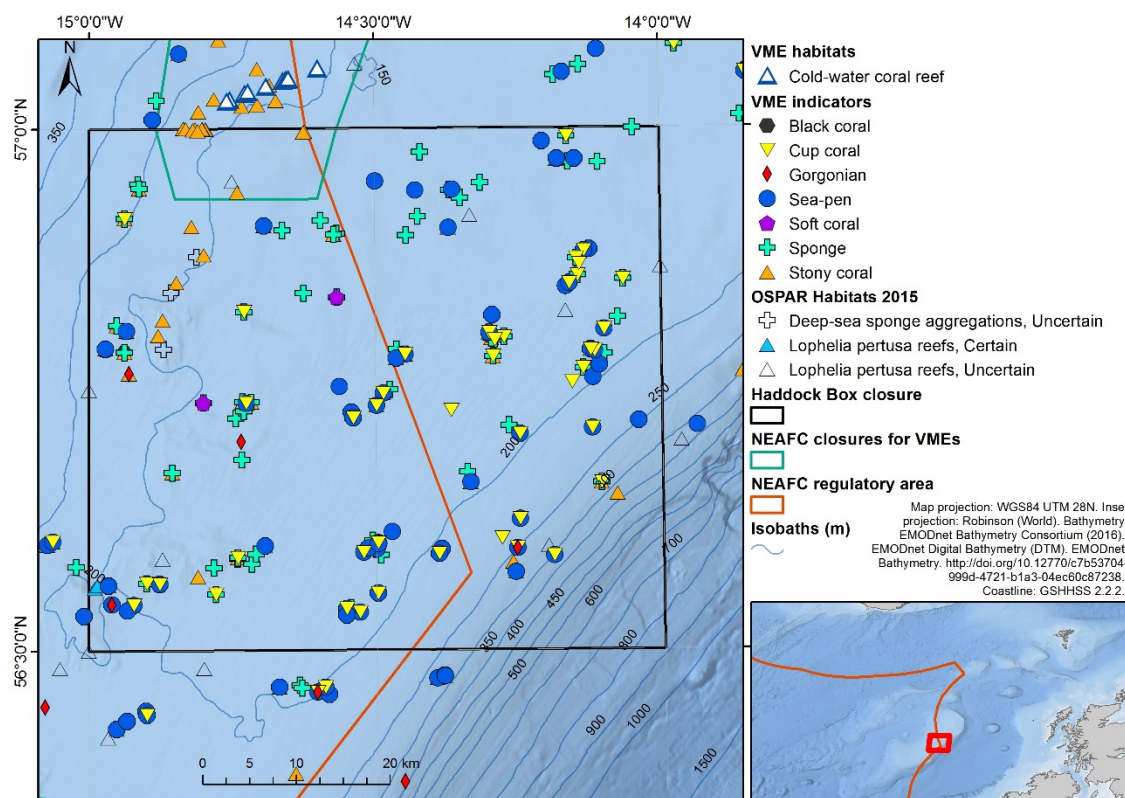 15°0'0"W
14°30'0"W
14°0'0"W
N
57°0'0"N
56°30'0"N
350
150
250
200
700
450
600
800
350
400
500
900
1000
1500
200
0
5
10
20 km
VME habitats
Cold-water coral reef
VME indicators
Black coral
Cup coral
Gorgonian
Sea-pen
Soft coral
Sponge
Stony coral
OSPAR Habitats 2015
Deep-sea sponge aggregations, Uncertain
Lophelia pertusa reefs, Certain
Lophelia pertusa reefs, Uncertain
Haddock Box closure
NEAFC closures for VMEs
NEAFC regulatory area
Isobaths (m)
Map projection: WGS84 UTM 28N. Inse
projection: Robinson (World). Bathymetry
EMODnet Bathymetry Consortium (2016).
EMODnet Digital Bathymetry (DTM). EMODnet
Bathymetry. http://doi.org/10.12770/c7b53704-
999d-4721-b1a3-04ec60c87238.
Coastline: GSHHSS 2.2.2.